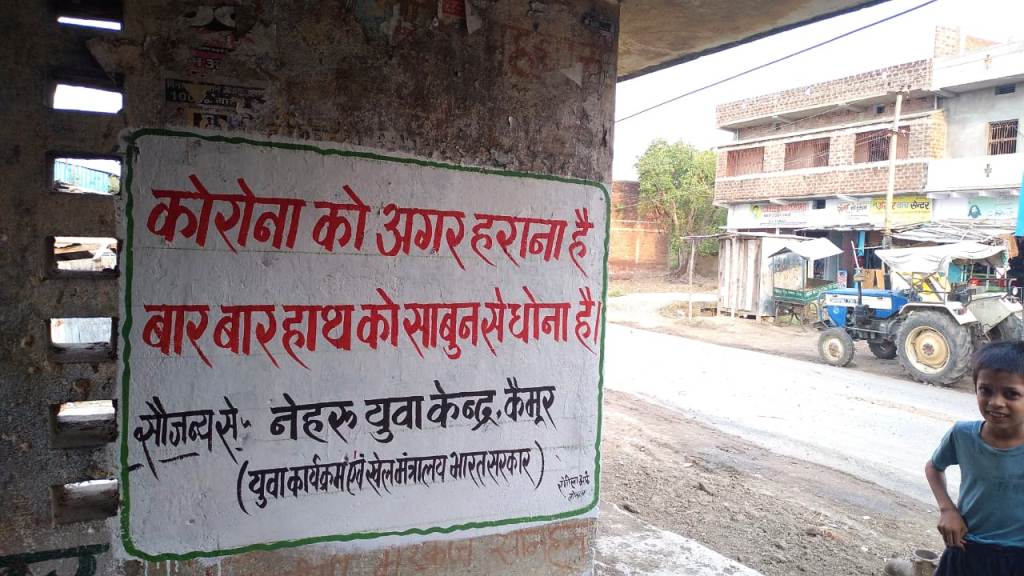 कोरोना को अगर हराना है
बार बार हाथ को साबुन से धोना है।
सौजन्य से:- नेहरु युवा केन्द्र, कैमूर
(युवा कार्यक्रम एवं खेल मंत्रालय भारत सरकार)